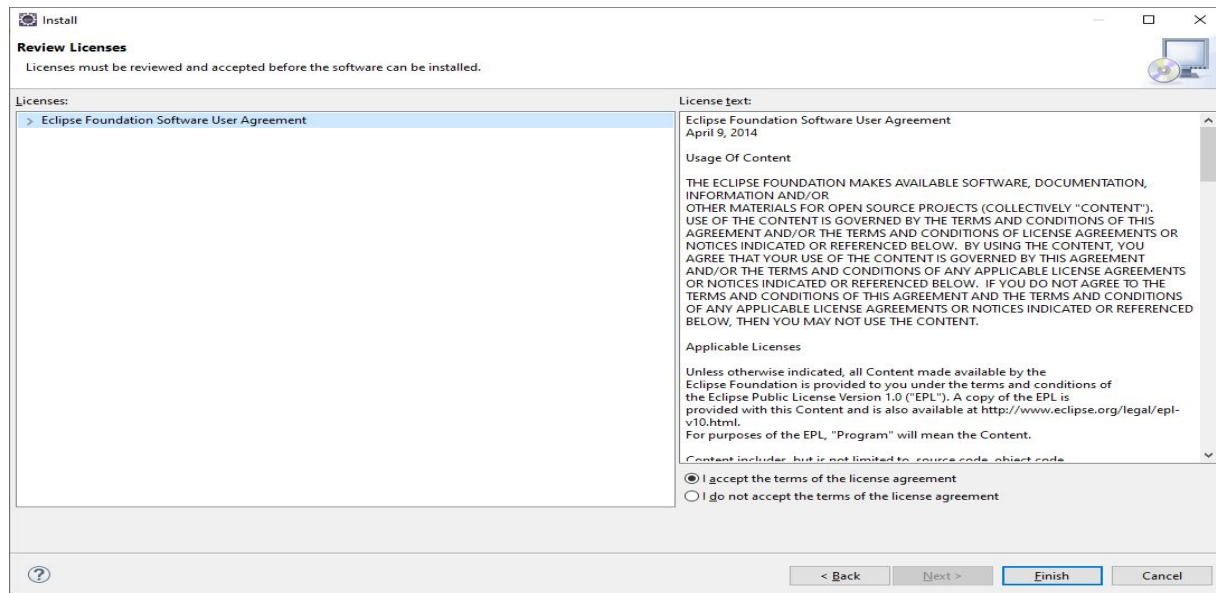 Install
Review Licenses
Licenses must be reviewed and accepted before the software can be installed.
Licenses:
Eclipse Foundation Software User Agreement
License text:
Eclipse Foundation Software User Agreement
April 9, 2014
Usage Of Content
THE ECLIPSE FOUNDATION MAKES AVAILABLE SOFTWARE, DOCUMENTATION,
INFORMATION AND/OR
OTHER MATERIALS FOR OPEN SOURCE PROJECTS (COLLECTIVELY "CONTENT").
USE OF THE CONTENT IS GOVERNED BY THE TERMS AND CONDITIONS OF THIS
AGREEMENT AND/OR THE TERMS AND CONDITIONS OF LICENSE AGREEMENTS OR
NOTICES INDICATED OR REFERENCED BELOW.  BY USING THE CONTENT, YOU
AGREE THAT YOUR USE OF THE CONTENT IS GOVERNED BY THIS AGREEMENT
AND/OR THE TERMS AND CONDITIONS OF ANY APPLICABLE LICENSE AGREEMENTS
OR NOTICES INDICATED OR REFERENCED BELOW.  IF YOU DO NOT AGREE TO THE
TERMS AND CONDITIONS OF THIS AGREEMENT AND THE TERMS AND CONDITIONS
OF ANY APPLICABLE LICENSE AGREEMENTS OR NOTICES INDICATED OR REFERENCED
BELOW, THEN YOU MAY NOT USE THE CONTENT.
Applicable Licenses
Unless otherwise indicated, all Content made available by the
Eclipse Foundation is provided to you under the terms and conditions of
the Eclipse Public License Version 1.0 ("EPL"). A copy of the EPL is
provided with this Content and is also available at http://www.eclipse.org/legal/epl-
v10.html.
For purposes of the EPL, "Program" will mean the Content.
Content includes, but is not limited to, source code, object code,
I accept the terms of the license agreement
I do not accept the terms of the license agreement
< Back
Next >
Finish
Cancel